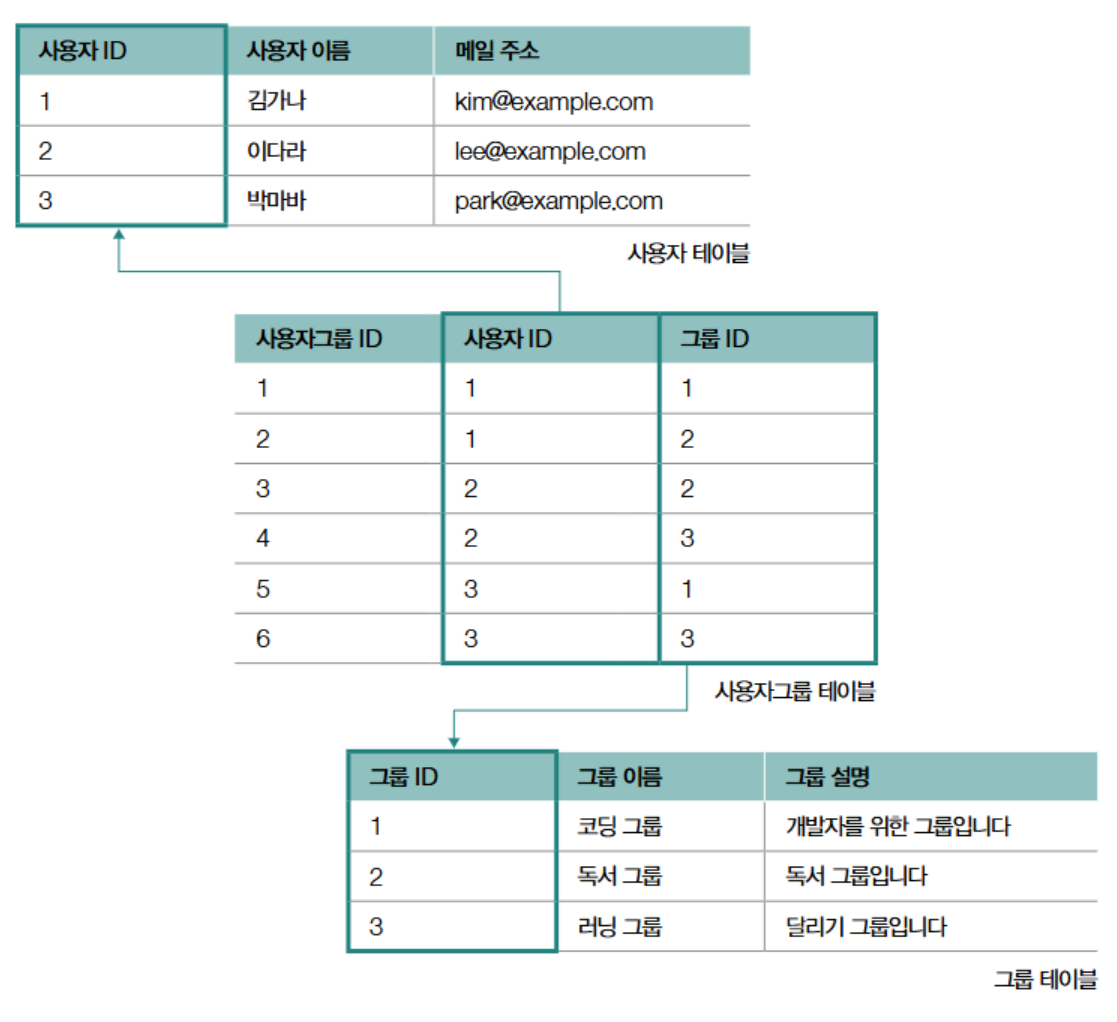 사용자 ID 사용자 이름 메일 주소
1 김가나 kim@example.com
2 이다라 lee@example.com
3 박마바 park@example.com
사용자 테이블
사용자그룹 ID 사용자 ID 그룹 ID
1 1 1
2 1 2
3 2 2
4 2 3
5 3 1
6 3 3
사용자그룹 테이블
그룹 ID 그룹 이름 그룹 설명
1 코딩 그룹 개발자를 위한 그룹입니다
2 독서 그룹 독서 그룹입니다
3 러닝 그룹 달리기 그룹입니다
그룹 테이블